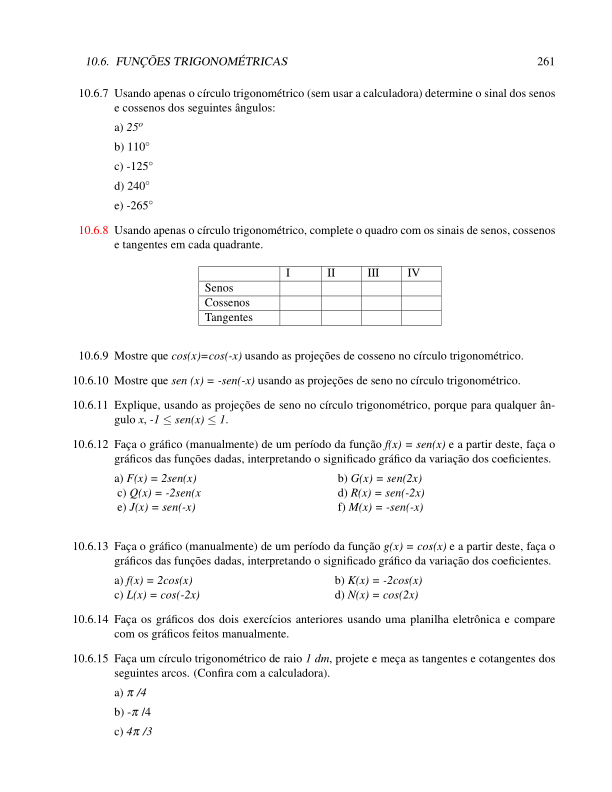 10.6. FUNÇÕES TRIGONOMÉTRICAS 261
10.6.7 Usando apenas o círculo trigonométrico (sem usar a calculadora) determine o sinal dos senos
e cossenos dos seguintes ângulos:
a) 25º
b) 110°
c) -125°
d) 240°
e) -265°
10.6.8 Usando apenas o círculo trigonométrico, complete o quadro com os sinais de senos, cossenos
e tangentes em cada quadrante.
I II III IV
Senos
Cossenos
Tangentes
10.6.9 Mostre que cos(x)=cos(-x) usando as projeções de cosseno no círculo trigonométrico.
10.6.10 Mostre que sen (x) = -sen(-x) usando as projeções de seno no círculo trigonométrico.
10.6.11 Explique, usando as projeções de seno no círculo trigonométrico, porque para qualquer ân-
gulo x, -1 ≤ sen(x) ≤ 1.
10.6.12 Faça o gráfico (manualmente) de um período da função f(x) = sen(x) e a partir deste, faça o
gráficos das funções dadas, interpretando o significado gráfico da variação dos coeficientes.
a) F(x) = 2sen(x) b) G(x) = sen(2x)
c) Q(x) = -2sen(x d) R(x) = sen(-2x)
e) J(x) = sen(-x) f) M(x) = -sen(-x)
10.6.13 Faça o gráfico (manualmente) de um período da função g(x) = cos(x) e a partir deste, faça o
gráficos das funções dadas, interpretando o significado gráfico da variação dos coeficientes.
a) f(x) = 2cos(x) b) K(x) = -2cos(x)
c) L(x) = cos(-2x) d) N(x) = cos(2x)
10.6.14 Faça os gráficos dos dois exercícios anteriores usando uma planilha eletrônica e compare
com os gráficos feitos manualmente.
10.6.15 Faça um círculo trigonométrico de raio 1 dm, projete e meça as tangentes e cotangentes dos
seguintes arcos. (Confira com a calculadora).
a) π /4
b) -π /4
c) 4π /3